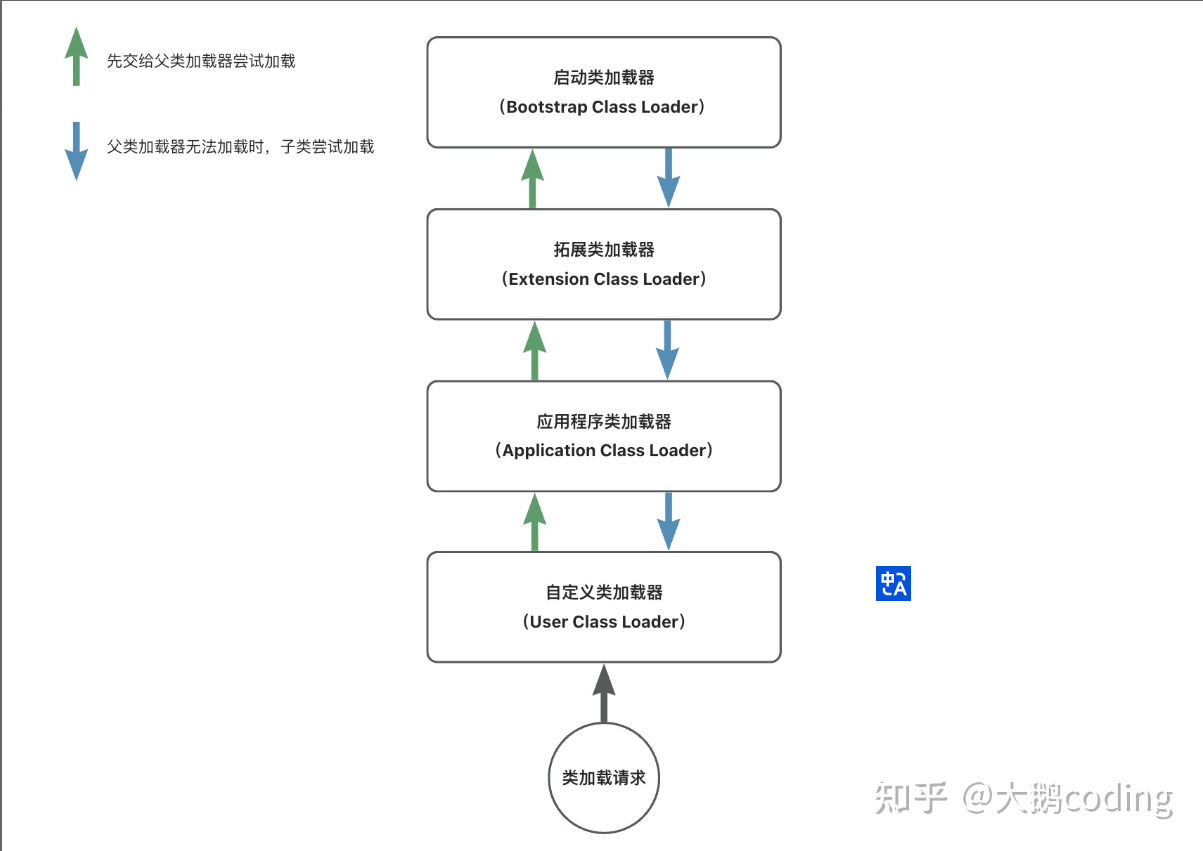 先交给父类加载器尝试加载
父类加载器无法加载时，子类尝试加载
启动类加载器
（Bootstrap Class Loader）
拓展类加载器
（Extension Class Loader）
应用程序类加载器
（Application Class Loader）
自定义类加载器
（User Class Loader）
中A
类加载请求
知乎 @大鹅coding